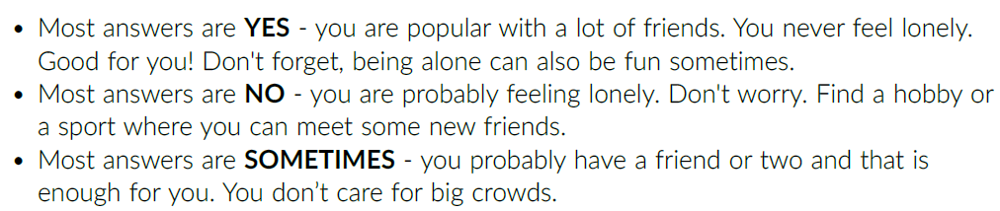 • Most answers are YES - you are popular with a lot of friends. You never feel lonely.
Good for you! Don't forget, being alone can also be fun sometimes.
• Most answers are NO - you are probably feeling lonely. Don't worry. Find a hobby or
a sport where you can meet some new friends.
• Most answers are SOMETIMES - you probably have a friend or two and that is
enough for you. You don’t care for big crowds.